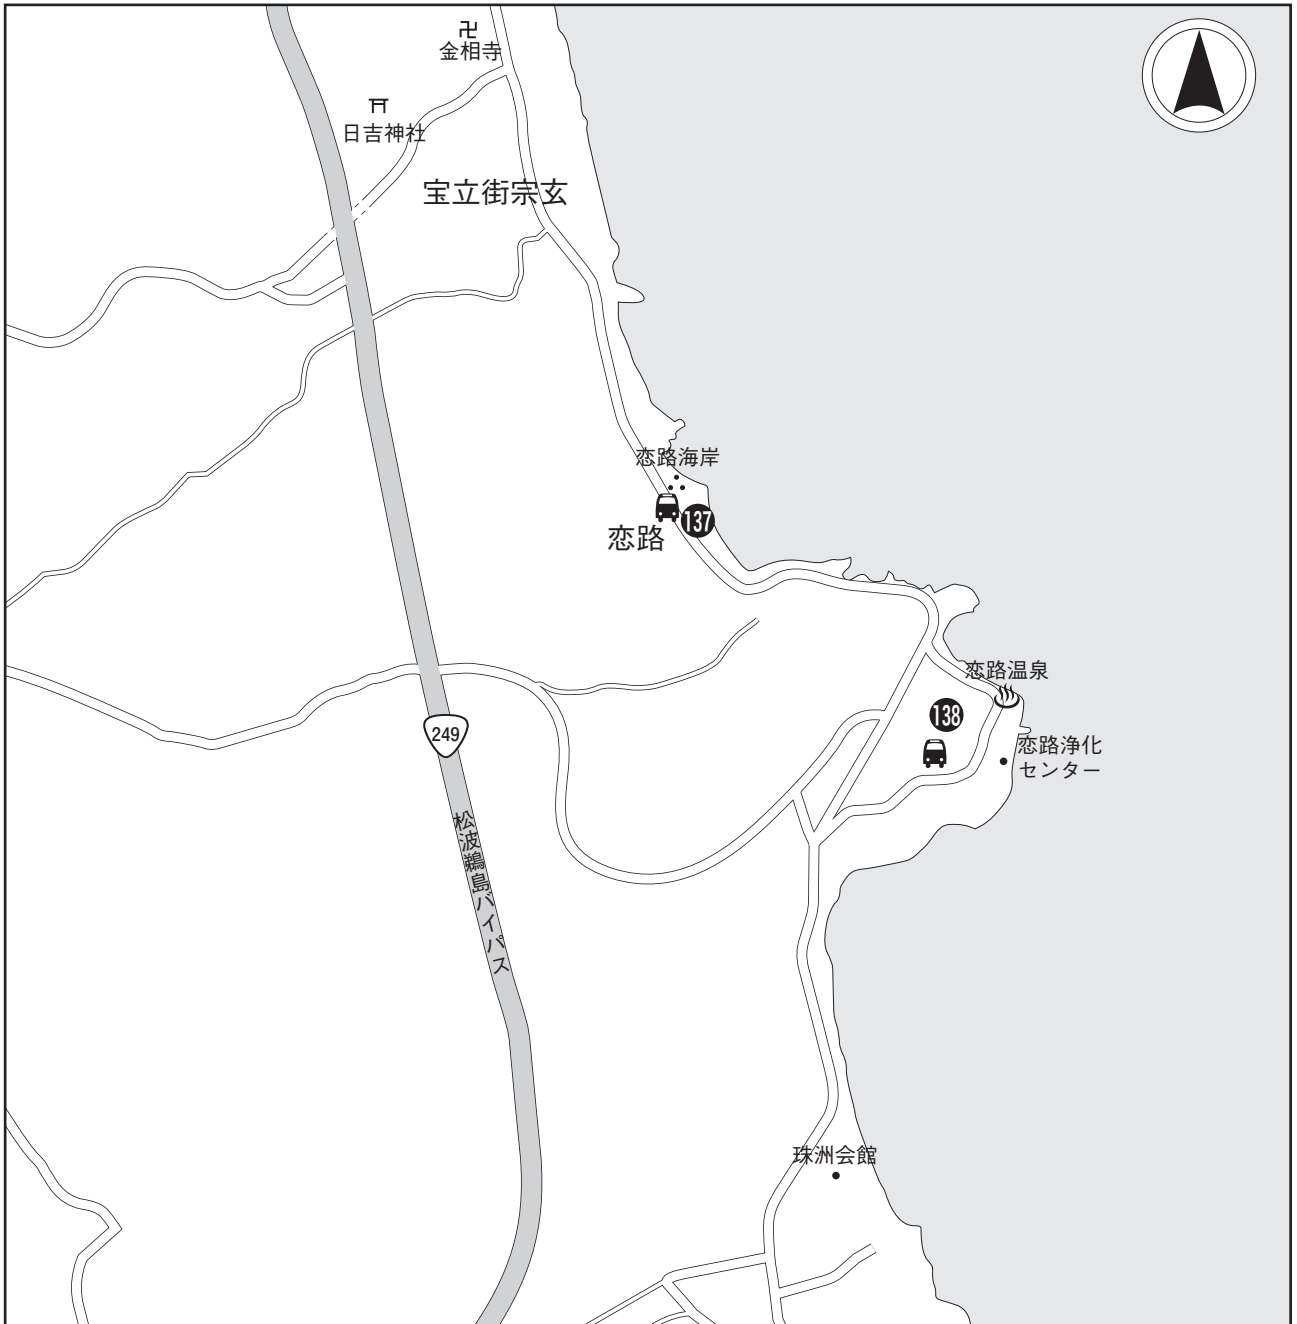 金相寺
日吉神社
宝立街宗玄
恋路海岸
137
恋路
恋路温泉
138
249
恋路浄化
センター
松波鵜島バイパス
珠洲会館